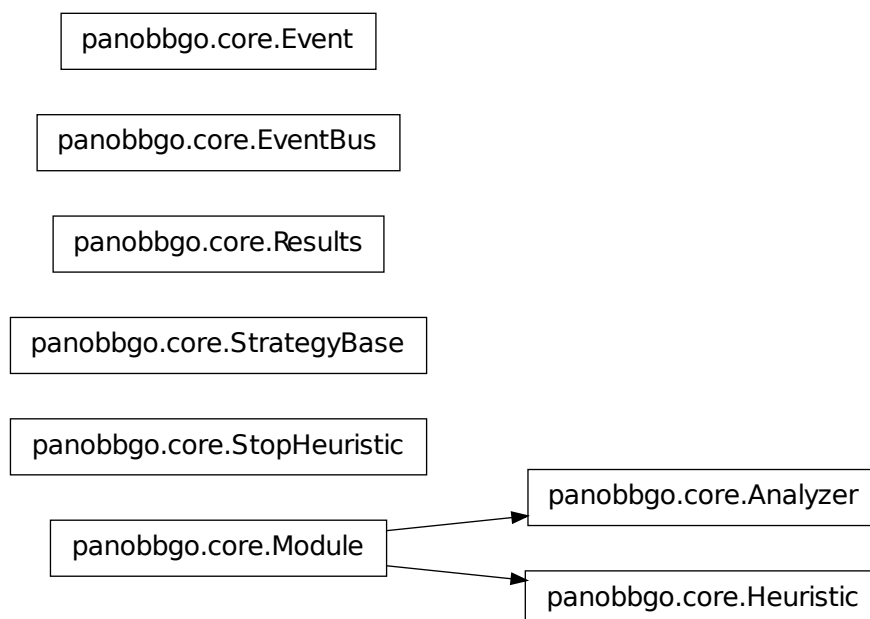 panobbgo.core.Event
panobbgo.core.EventBus
panobbgo.core.Results
panobbgo.core.StrategyBase
panobbgo.core.StopHeuristic
panobbgo.core.Analyzer
panobbgo.core.Module
panobbgo.core.Heuristic